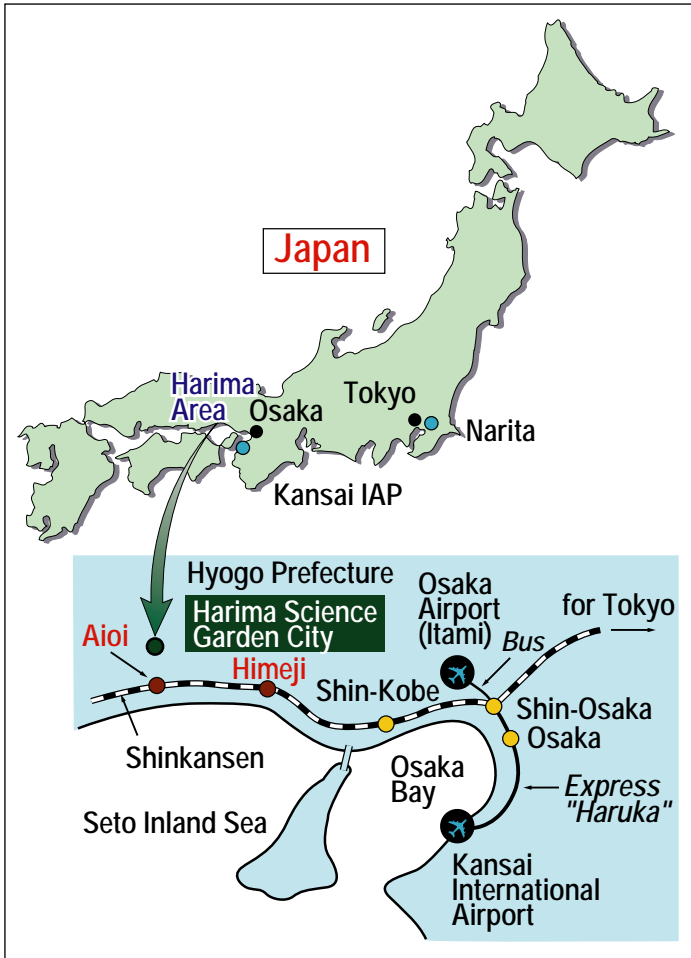 Japan
Harima
Area
Osaka
Tokyo
Narita
Kansai IAP
Hyogo Prefecture
Harima Science
Garden City
Osaka
Airport
(Itami)
for Tokyo
Bus
Aioi
Himeji
Shin-Kobe
Shin-Osaka
Osaka
Shinkansen
Osaka
Bay
Express
"Haruka"
Seto Inland Sea
Kansai
International
Airport